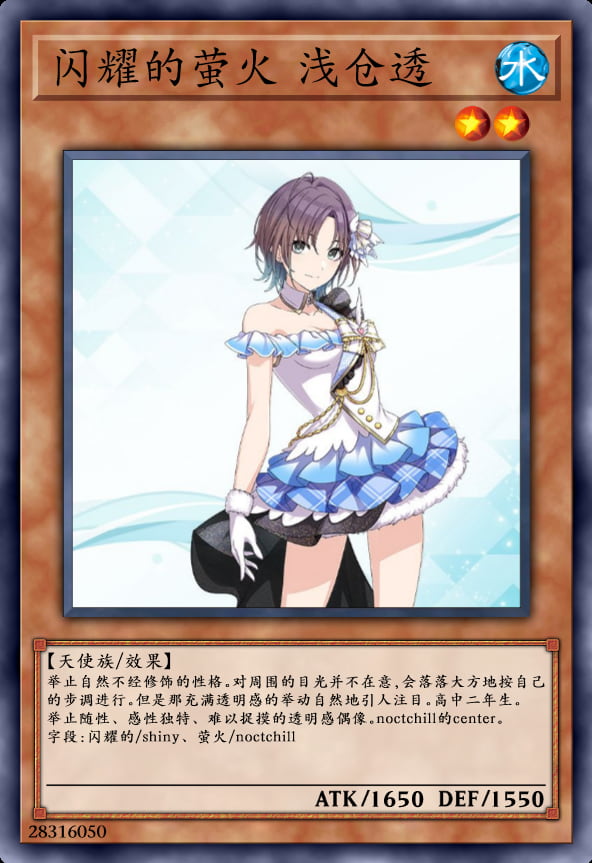 闪耀的萤火 浅仓透
水
【天使族/效果】
举止自然不经修饰的性格。对周围的目光并不在意，会落落大方地按自己
的步调进行。但是那充满透明感的举动自然地引人注目。高中二年生。
举止随性、感性独特、难以捉摸的透明感偶像。noctchill的center。
字段：闪耀的/shiny、萤火/noctchill
ATK/1650 DEF/1550
28316050